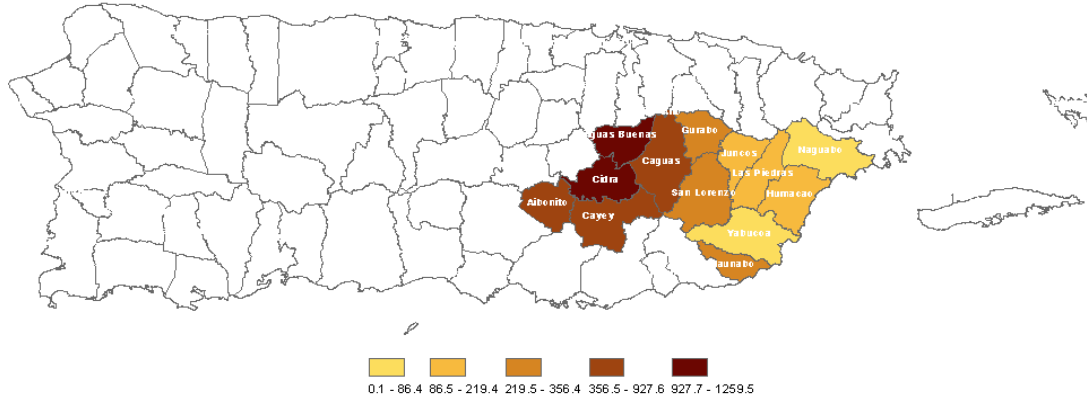 guas Buenas
Gurabo
Juncos
Naguabo
Caguas
Las Piedras
Cidra
San Lorenzo
Humacao
Aibonito
Cayey
Yabucoa
aunabo
0.1 - 86.4
86.5 - 219.4
219.5 - 356.4
356.5 - 927.6
927.7 - 1259.5